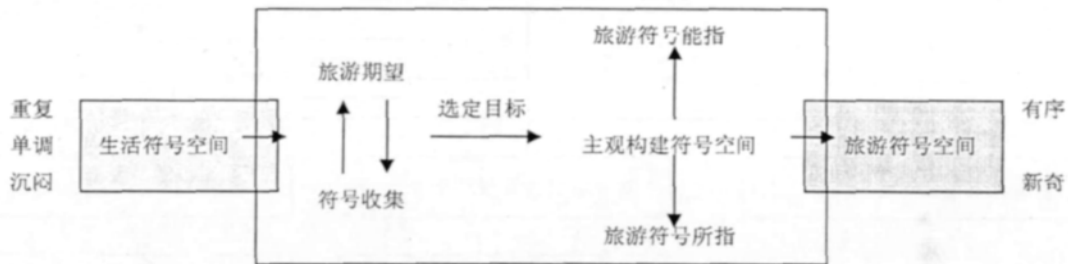 旅游符号能指
旅游期望
重复
选定目标
有序
单调
生活符号空间
主观构建符号空间
旅游符号空间
沉闷
符号收集
新奇
旅游符号所指